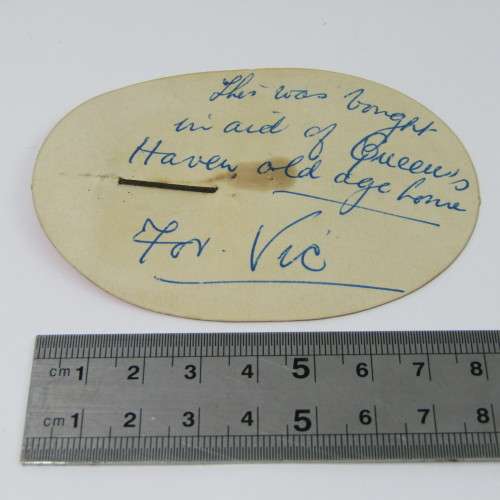 This was bought
in aid of Queen's
Haven old age home
For Vic
cm 1 2 3 4 5 6 7 8
cm 1 2 3 4 5 6 7 8